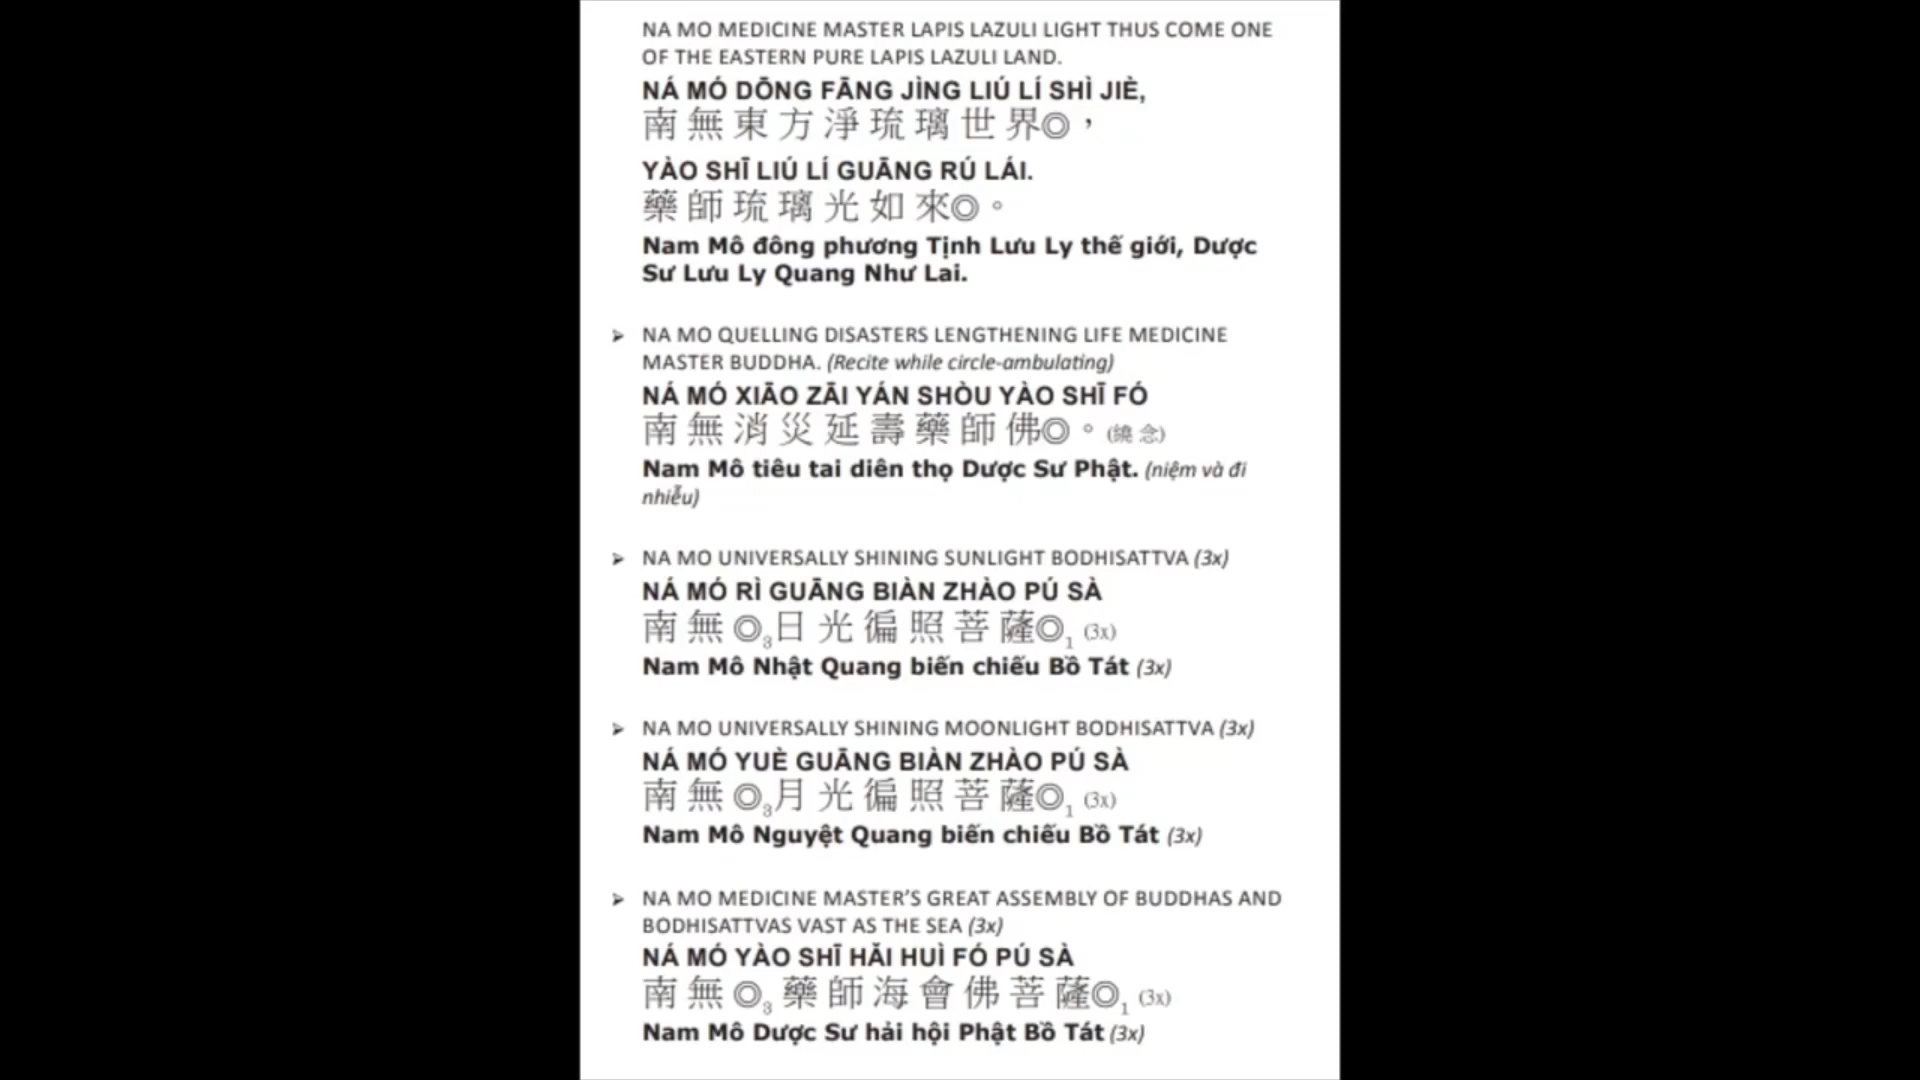 NA MO MEDICINE MASTER LAPIS LAZULI LIGHT THUS COME ONE
OF THE EASTERN PURE LAPIS LAZULI LAND.
NÁ MÓ DŌNG FĀNG JÌNG LIÚ LÍ SHÌ JIÈ,
南無東方淨琉璃世界◎，
YÀO SHĪ LIÚ LÍ GUĀNG RÚ LÁI.
藥師琉璃光如來◎。
Nam Mô đông phương Tịnh Lưu Ly thế giới, Dược
Sư Lưu Ly Quang Như Lai.
➢ NA MO QUELLING DISASTERS LENGTHENING LIFE MEDICINE
MASTER BUDDHA. (Recite while circle-ambulating)
NÁ MÓ XIĀO ZĀI YÁN SHÒU YÀO SHĪ FÓ
南無消災延壽藥師佛◎。(繞念)
Nam Mô tiêu tai diên thọ Dược Sư Phật. (niệm và đi
nhiễu)
➢ NA MO UNIVERSALLY SHINING SUNLIGHT BODHISATTVA (3x)
NÁ MÓ RÌ GUĀNG BIÀN ZHÀO PÚ SÀ
南無◎3日光徧照菩薩◎1 (3x)
Nam Mô Nhật Quang biến chiếu Bồ Tát (3x)
➢ NA MO UNIVERSALLY SHINING MOONLIGHT BODHISATTVA (3x)
NÁ MÓ YUÈ GUĀNG BIÀN ZHÀO PÚ SÀ
南無◎3月光徧照菩薩◎1 (3x)
Nam Mô Nguyệt Quang biến chiếu Bồ Tát (3x)
➢ NA MO MEDICINE MASTER’S GREAT ASSEMBLY OF BUDDHAS AND
BODHISATTVAS VAST AS THE SEA (3x)
NÁ MÓ YÀO SHĪ HǍI HUÌ FÓ PÚ SÀ
南無◎3 藥師海會佛菩薩◎1 (3x)
Nam Mô Dược Sư hải hội Phật Bồ Tát (3x)